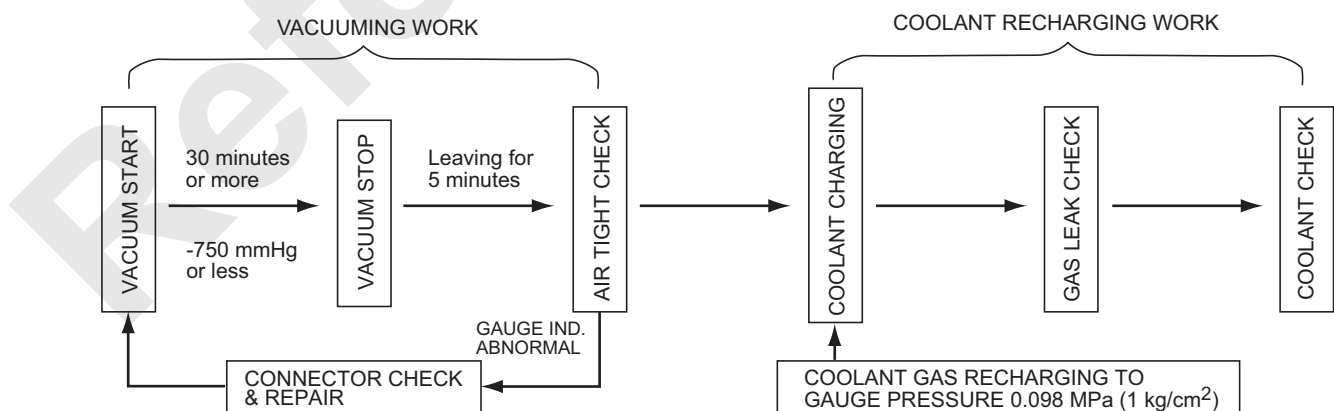 VACUUMING WORK
COOLANT RECHARGING WORK
VACUUM START
30 minutes
or more
-750 mmHg
or less
VACUUM STOP
Leaving for
5 minutes
AIR TIGHT CHECK
COOLANT CHARGING
GAS LEAK CHECK
COOLANT CHECK
GAUGE IND.
ABNORMAL
CONNECTOR CHECK
& REPAIR
COOLANT GAS RECHARGING TO
GAUGE PRESSURE 0.098 MPa (1 kg/cm²)